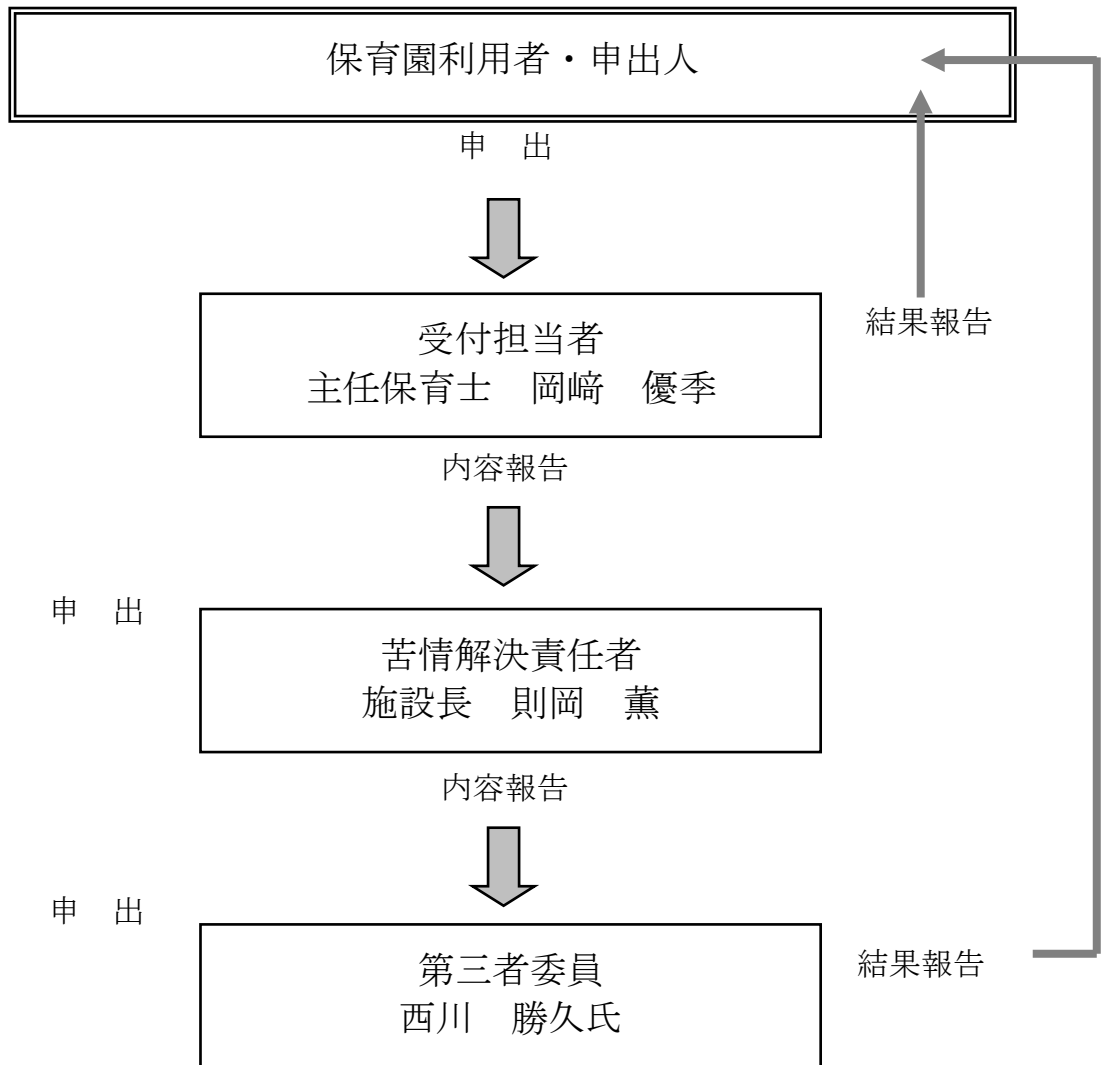 保育園利用者・申出人
申　出
受付担当者
主任保育士　岡﨑　優季
結果報告
内容報告
申　出
苦情解決責任者
施設長　則岡　薫
内容報告
申　出
第三者委員
西川　勝久氏
結果報告